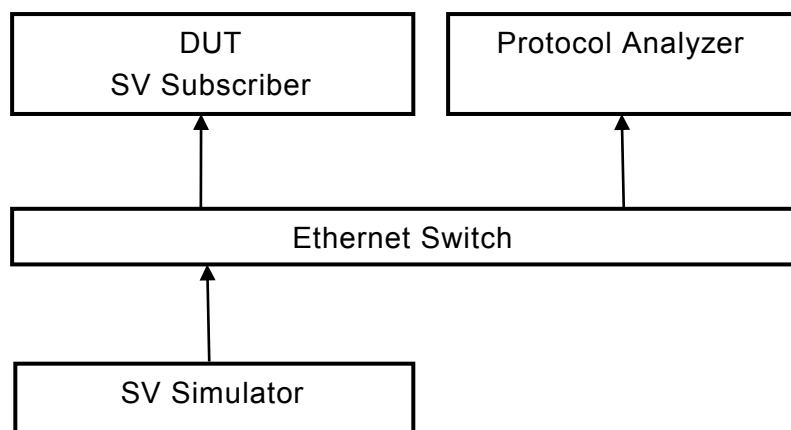 DUT
SV Subscriber
Protocol Analyzer
Ethernet Switch
SV Simulator